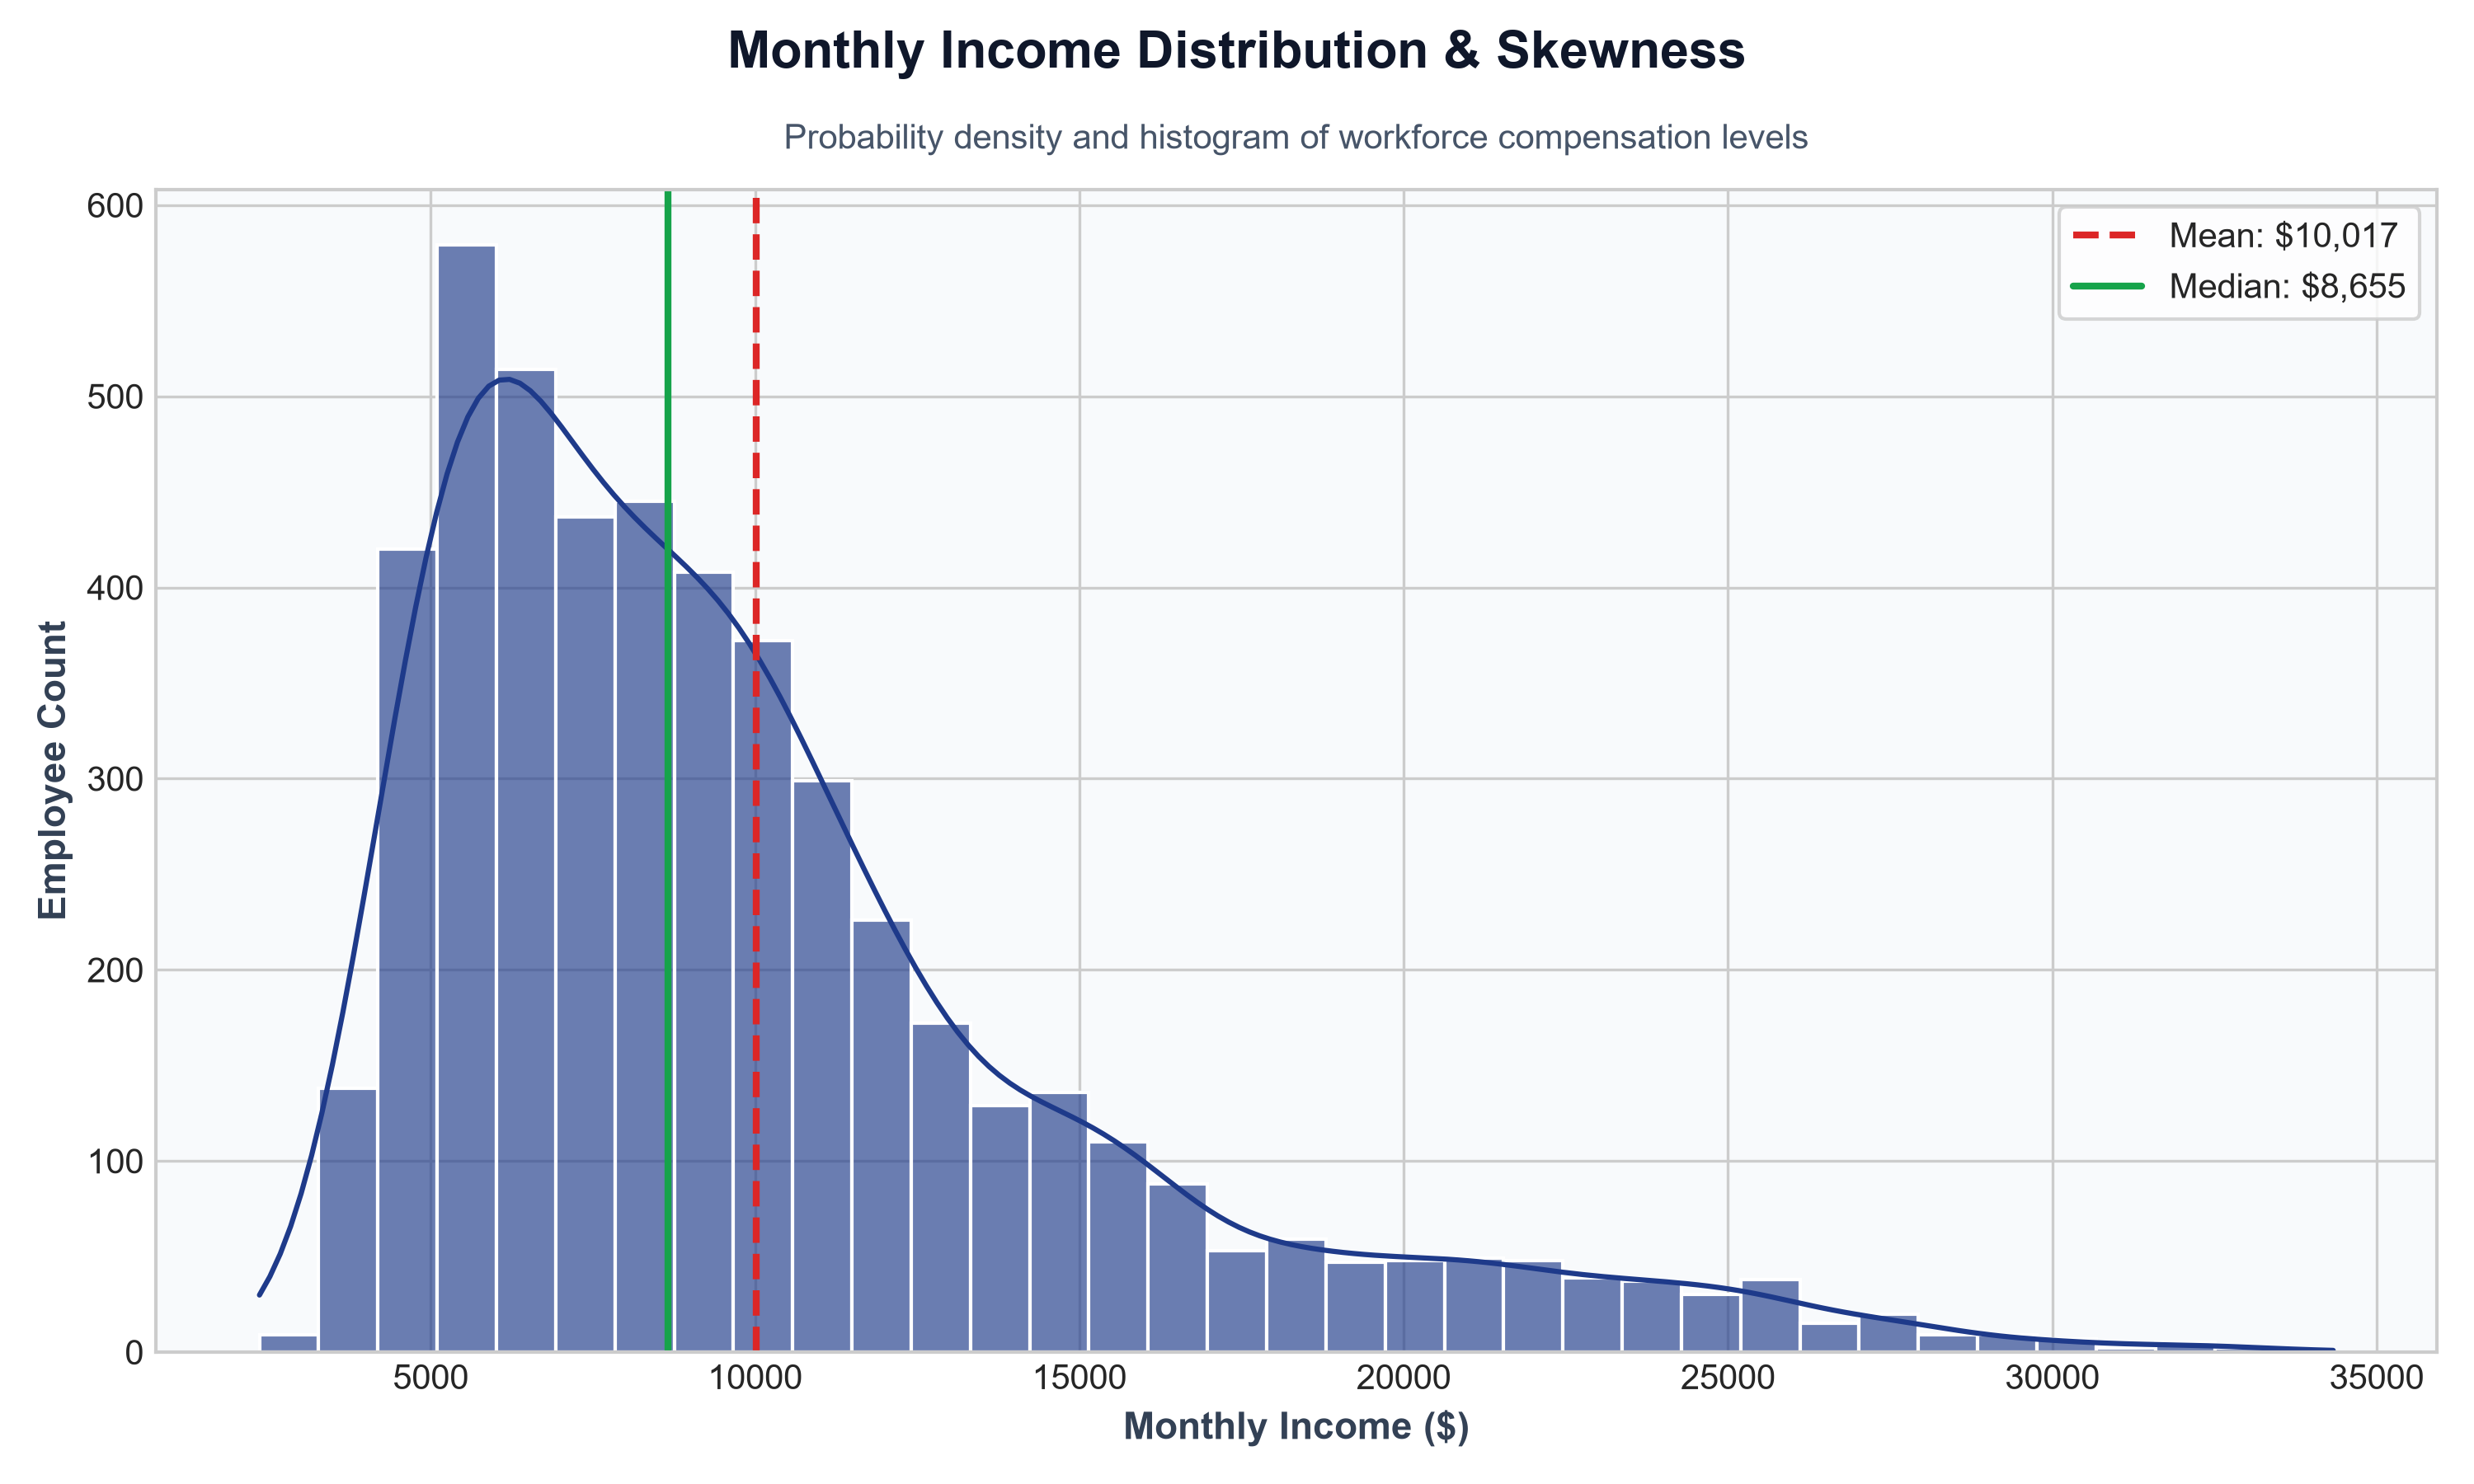 Monthly Income Distribution & Skewness
Probability density and histogram of workforce compensation levels
Mean: $10,017
Median: $8,655
600
500
400
300
200
100
0
Employee Count
5000 10000 15000 20000 25000 30000 35000
Monthly Income ($)